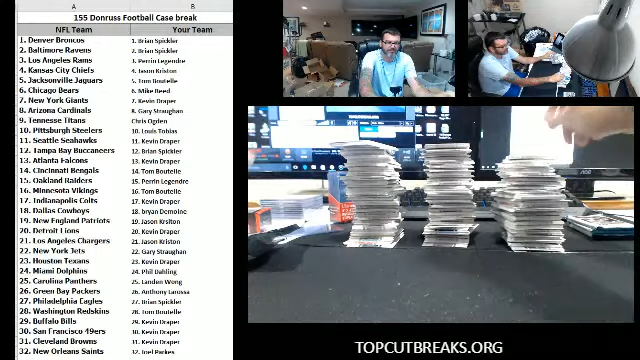 A B
155 Donruss Football Case break
NFL Team Your Team
1. Denver Broncos 1. Brian Spickler
2. Baltimore Ravens 2. Brian Spickler
3. Los Angeles Rams 3. Perrin Legendre
4. Kansas City Chiefs 4. Jason Kriston
5. Jacksonville Jaguars 5. Tom Boutelle
6. Chicago Bears 6. Mike Reed
7. New York Giants 7. Kevin Draper
8. Arizona Cardinals 8. Gary Straughan
9. Tennessee Titans Chris Ogden
10. Pittsburgh Steelers 10. Louis Tobias
11. Seattle Seahawks 11. Kevin Draper
12. Tampa Bay Buccaneers 12. Brian Spickler
13. Atlanta Falcons 13. Kevin Draper
14. Cincinnati Bengals 14. Tom Boutelle
15. Oakland Raiders 15. Perrin Legendre
16. Minnesota Vikings 16. Tom Boutelle
17. Indianapolis Colts 17. Kevin Draper
18. Dallas Cowboys 18. bryan Demoine
19. New England Patriots 19. Jason Kriston
20. Detroit Lions 20. Kevin Draper
21. Los Angeles Chargers 21. Jason Kriston
22. New York Jets 22. Gary Straughan
23. Houston Texans 23. Kevin Draper
24. Miami Dolphins 24. Phil Dahling
25. Carolina Panthers 25. Landen Wong
26. Green Bay Packers 26. Anthony Larossa
27. Philadelphia Eagles 27. Brian Spickler
28. Washington Redskins 28. Tom Boutelle
29. Buffalo Bills 29. Kevin Draper
30. San Francisco 49ers 30. Kevin Draper
31. Cleveland Browns 31. Kevin Draper
32. New Orleans Saints 32. Joel Parkes
AOC
TOPCUTBREAKS.ORG